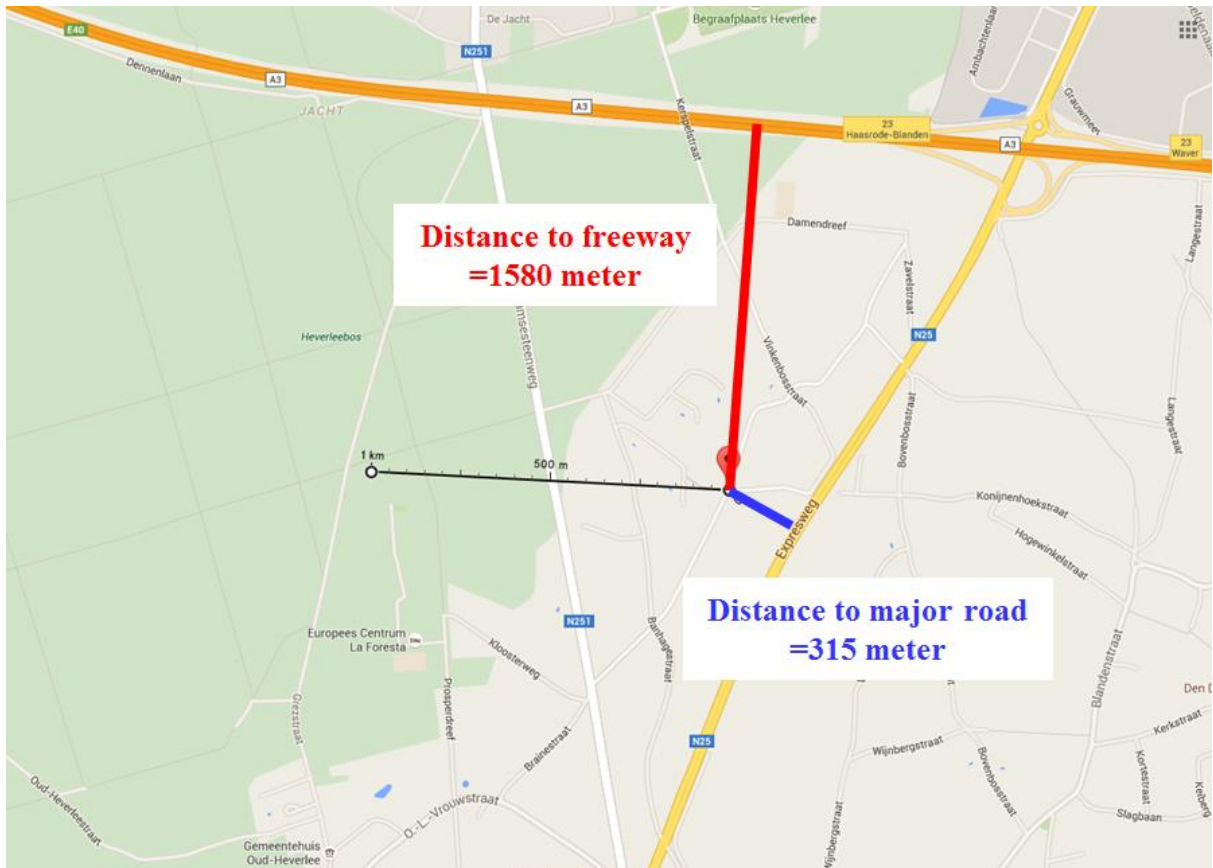 De Jacht
Begraafplaats Heverlee
E40
N251
Dennenlaan
A3
JACHT
A3
Kerspelstraat
Ambachtenlaan
Grauwmeer
23
Haasrode-Blanden
A3
23
Waver
Damendreef
Langestraat
Zavelstraat
Distance to freeway
=1580 meter
Heverleebos
N25
Vinkenbosstraat
Bovenbosstraat
Langestraat
1 km
500 m
Konijnenhoekstraat
Expresweg
Hogewinkelstraat
Distance to major road
=315 meter
N251
Europees Centrum
La Foresta
Kloosterweg
Banhagestraat
Blandenstraat
Prosperdreef
Grezstraat
Den D
Kerkstraat
N25
Brainestraat
Wijnbergstraat
Bovenbosstraat
Kortestraat
Keiberg
Oud-Heverleestraat
O.-L.-Vrouwstraat
Slagbaan
Wijnbergstraat
Gemeentehuis
Oud-Heverlee